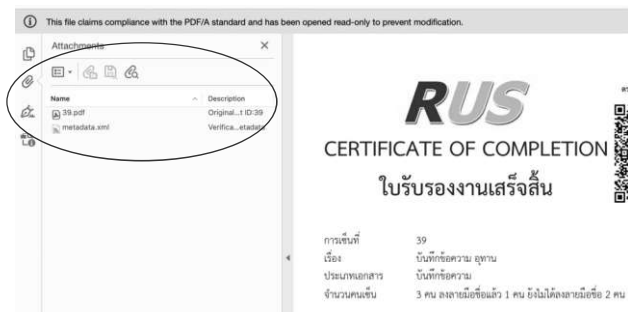 This file claims compliance with the PDF/A standard and has been opened read-only to prevent modification.
Attachments
Name
Description
39.pdf
Original...t ID:39
metadata.xml
Verifica...etadata
RUS
CERTIFICATE OF COMPLETION
ใบรับรองงานเสร็จสิ้น
การเซ็นที่ 39
เรื่อง บันทึกข้อความ อุทาน
ประเภทเอกสาร บันทึกข้อความ
จำนวนคนเซ็น 3 คน ลงลายมือชื่อแล้ว 1 คน ยังไม่ได้ลงลายมือชื่อ 2 คน